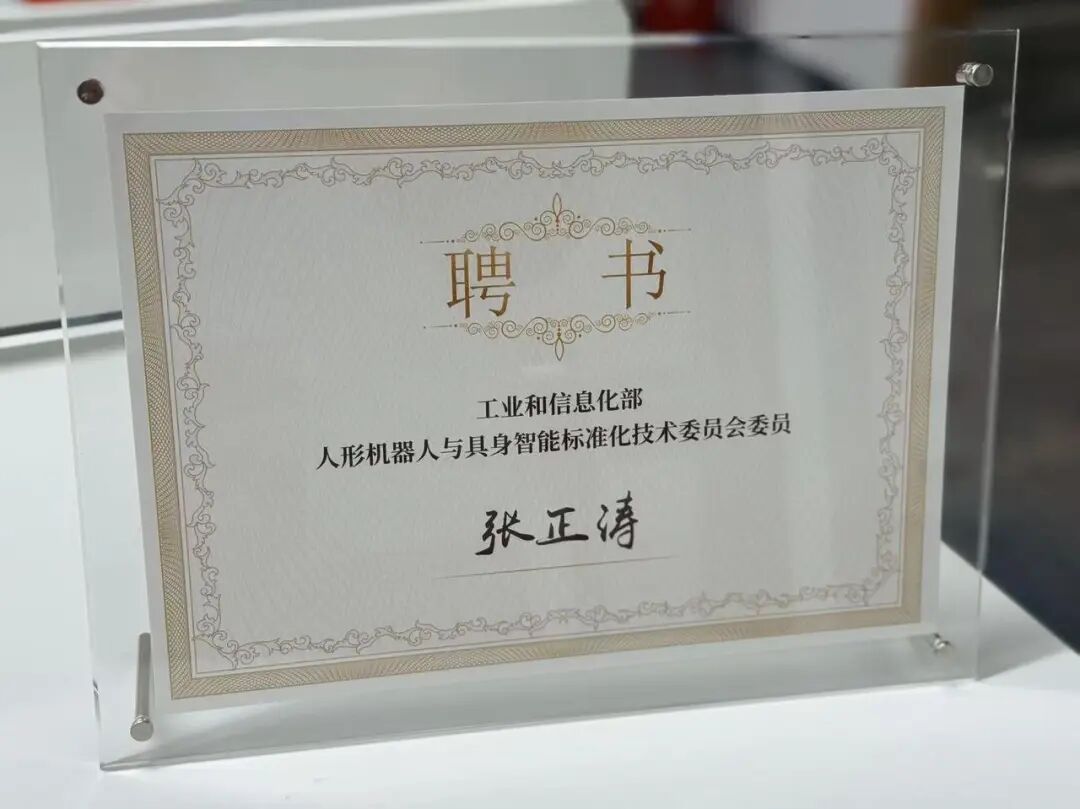 聘书
工业和信息化部
人形机器人与具身智能标准化技术委员会委员
张正涛